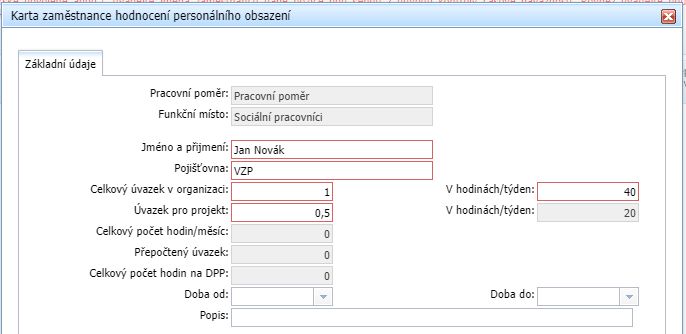 Karta zaměstnance hodnocení personálního obsazení
Základní údaje
Pracovní poměr: Pracovní poměr
Funkční místo: Sociální pracovníci
Jméno a přijmení: Jan Novák
Pojišťovna: VZP
Celkový úvazek v organizaci: 1 V hodinách/týden: 40
Úvazek pro projekt: 0,5 V hodinách/týden: 20
Celkový počet hodin/měsíc: 0
Přepočtený úvazek: 0
Celkový počet hodin na DPP: 0
Doba od: Doba do:
Popis: